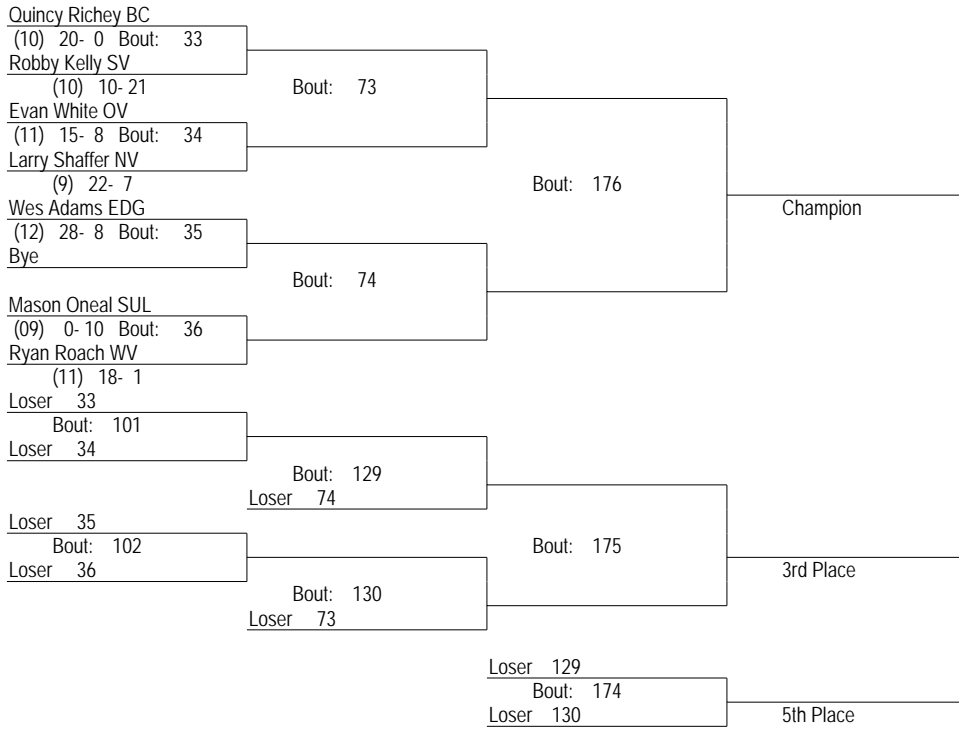 Quincy Richey BC
(10) 20- 0 Bout: 33
Robby Kelly SV
(10) 10- 21
Bout: 73
Evan White OV
(11) 15- 8 Bout: 34
Larry Shaffer NV
(9) 22- 7
Bout: 176
Wes Adams EDG
Champion
(12) 28- 8 Bout: 35
Bye
Bout: 74
Mason Oneal SUL
(09) 0- 10 Bout: 36
Ryan Roach WV
(11) 18- 1
Loser 33
Bout: 101
Loser 34
Bout: 129
Loser 74
Loser 35
Bout: 102
Bout: 175
Loser 36
3rd Place
Bout: 130
Loser 73
Loser 129
Bout: 174
Loser 130
5th Place